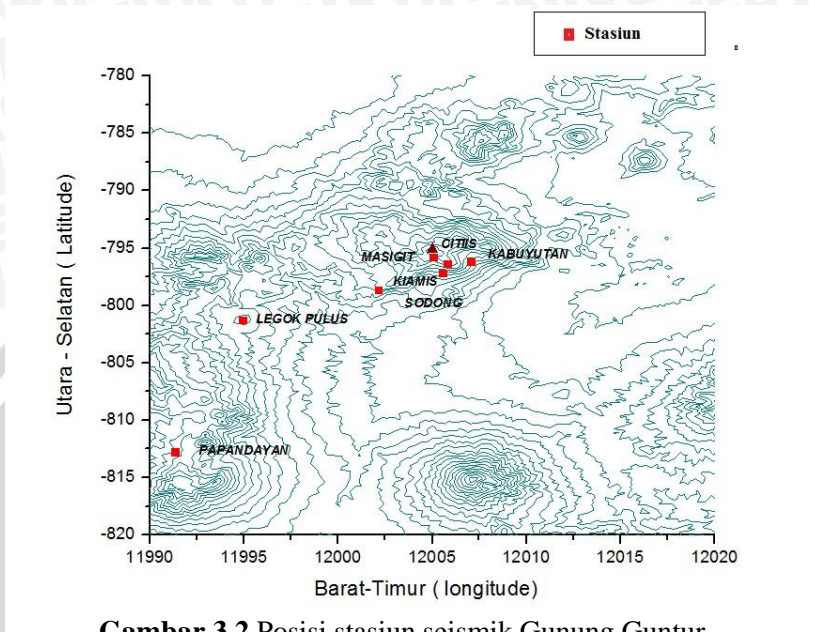 Stasiun
-780
-785
-790
-795
-800
-805
-810
-815
-820
Utara - Selatan ( Latitude)
CITIIS
MASIGIT
KABUYUTAN
KIAMIS
SODONG
LEGOK PULUS
PAPANDAYAN
11990 11995 12000 12005 12010 12015 12020
Barat-Timur ( longitude)
Gambar 3.2 Posisi stasiun seismik Gunung Guntur